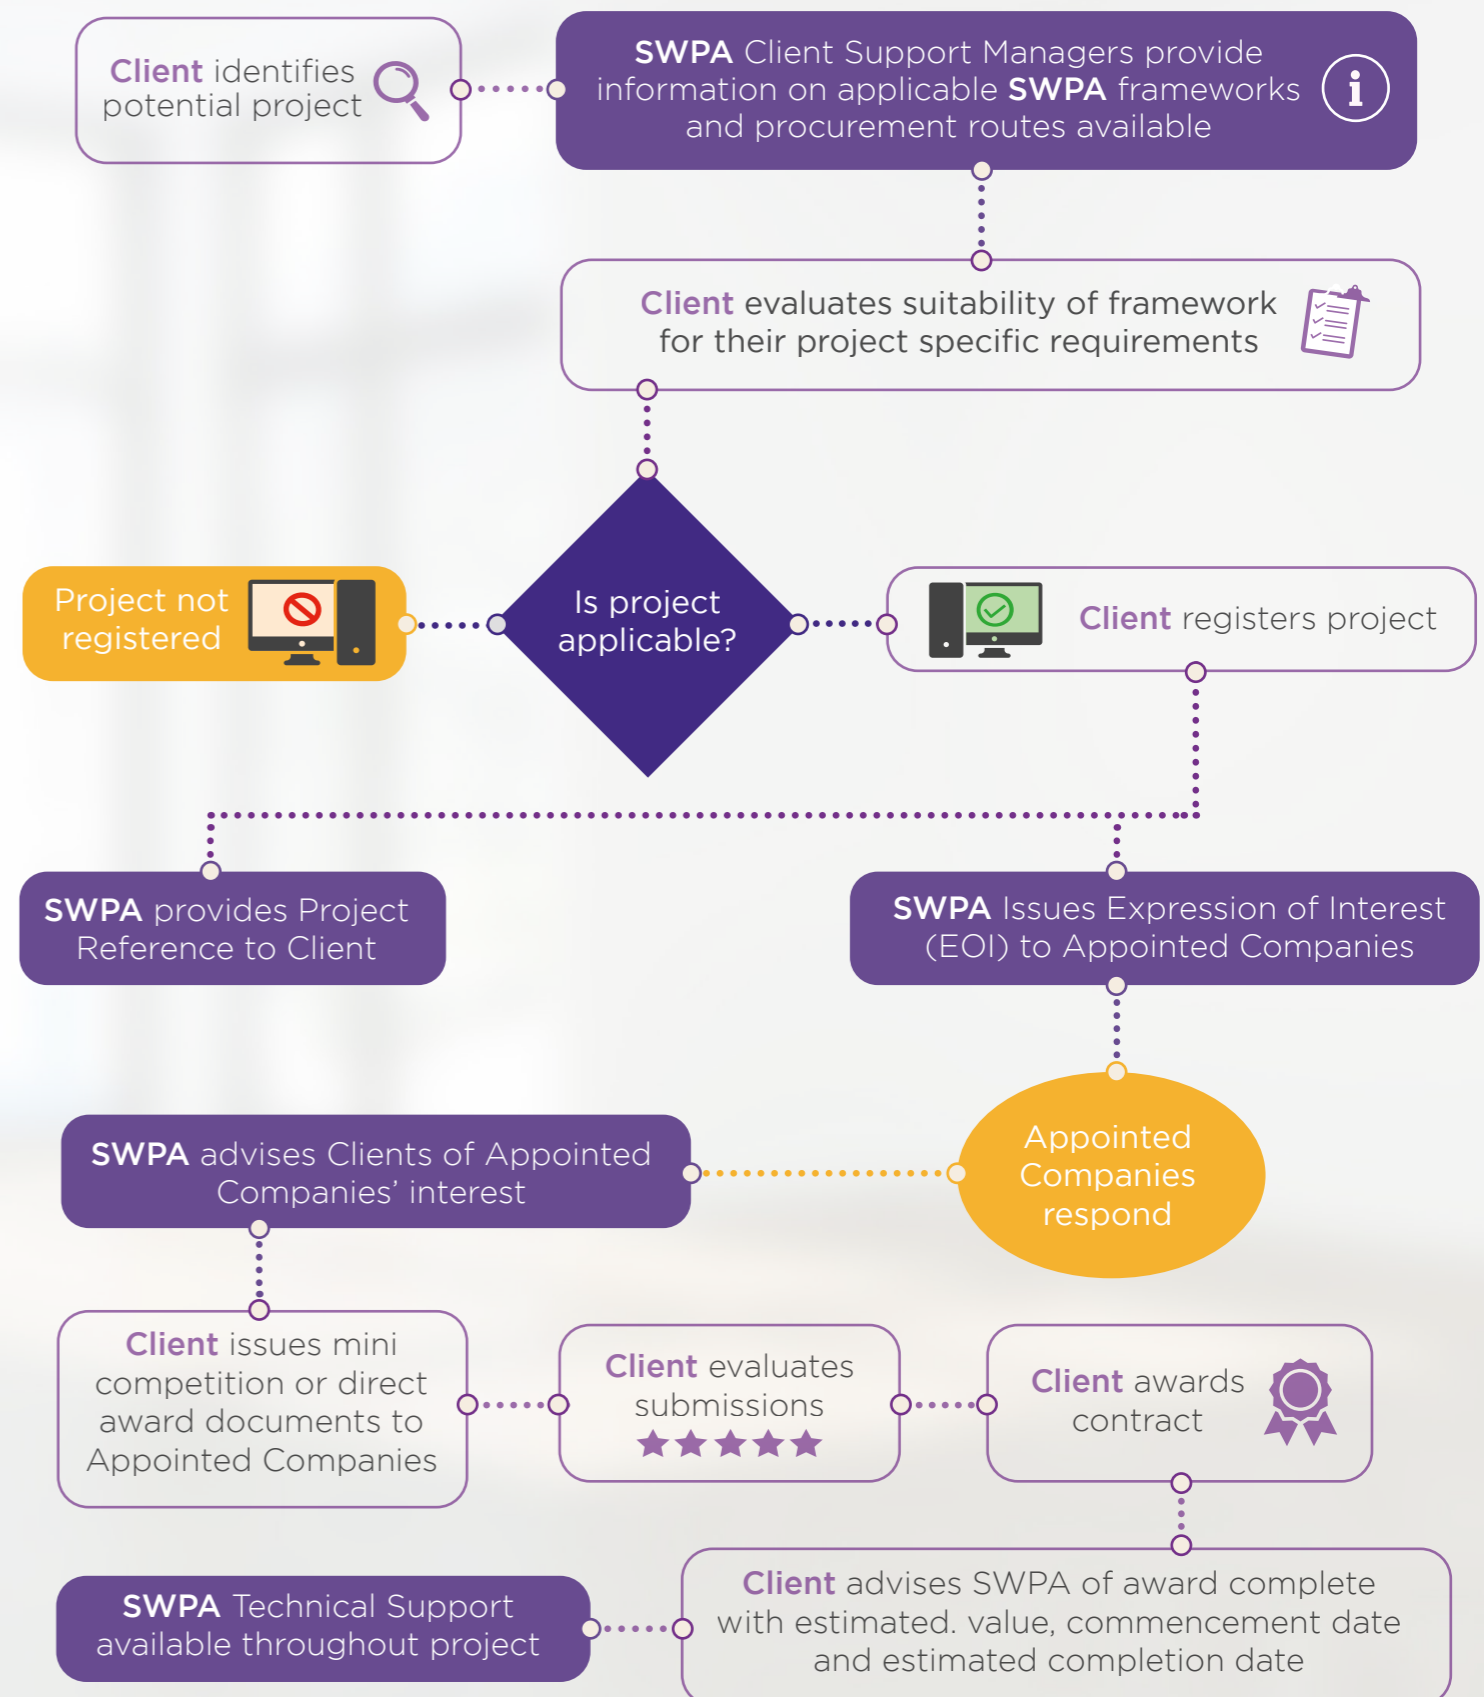 Client identifies
potential project
SWPA Client Support Managers provide
information on applicable SWPA frameworks
and procurement routes available
Client evaluates suitability of framework
for their project specific requirements
Project not
registered
Is project
applicable?
Client registers project
SWPA provides Project
Reference to Client
SWPA Issues Expression of Interest
(EOI) to Appointed Companies
Appointed
Companies
respond
SWPA advises Clients of Appointed
Companies’ interest
Client issues mini
competition or direct
award documents to
Appointed Companies
Client evaluates
submissions
Client awards
contract
Client advises SWPA of award complete
with estimated. value, commencement date
and estimated completion date
SWPA Technical Support
available throughout project